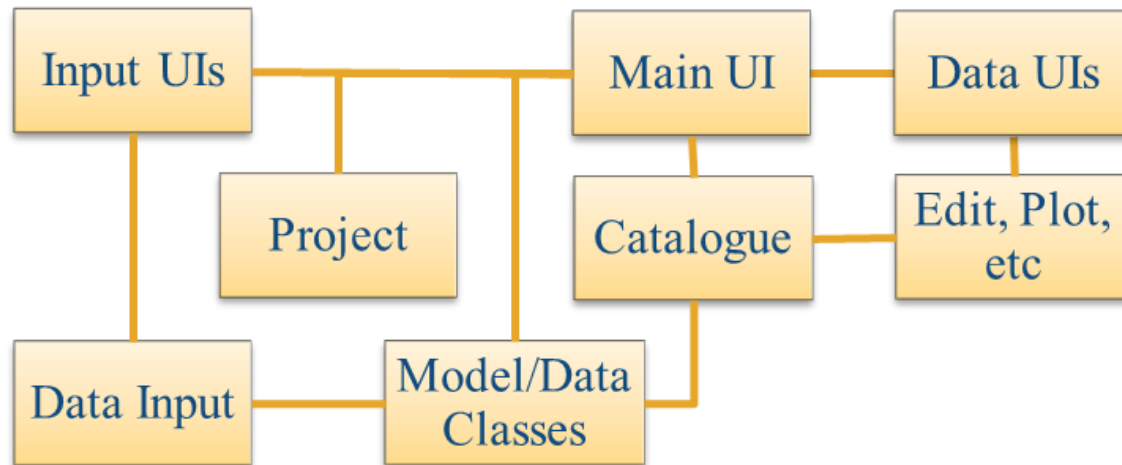 Input UIs
Main UI
Data UIs
Project
Catalogue
Edit, Plot,
etc
Data Input
Model/Data
Classes